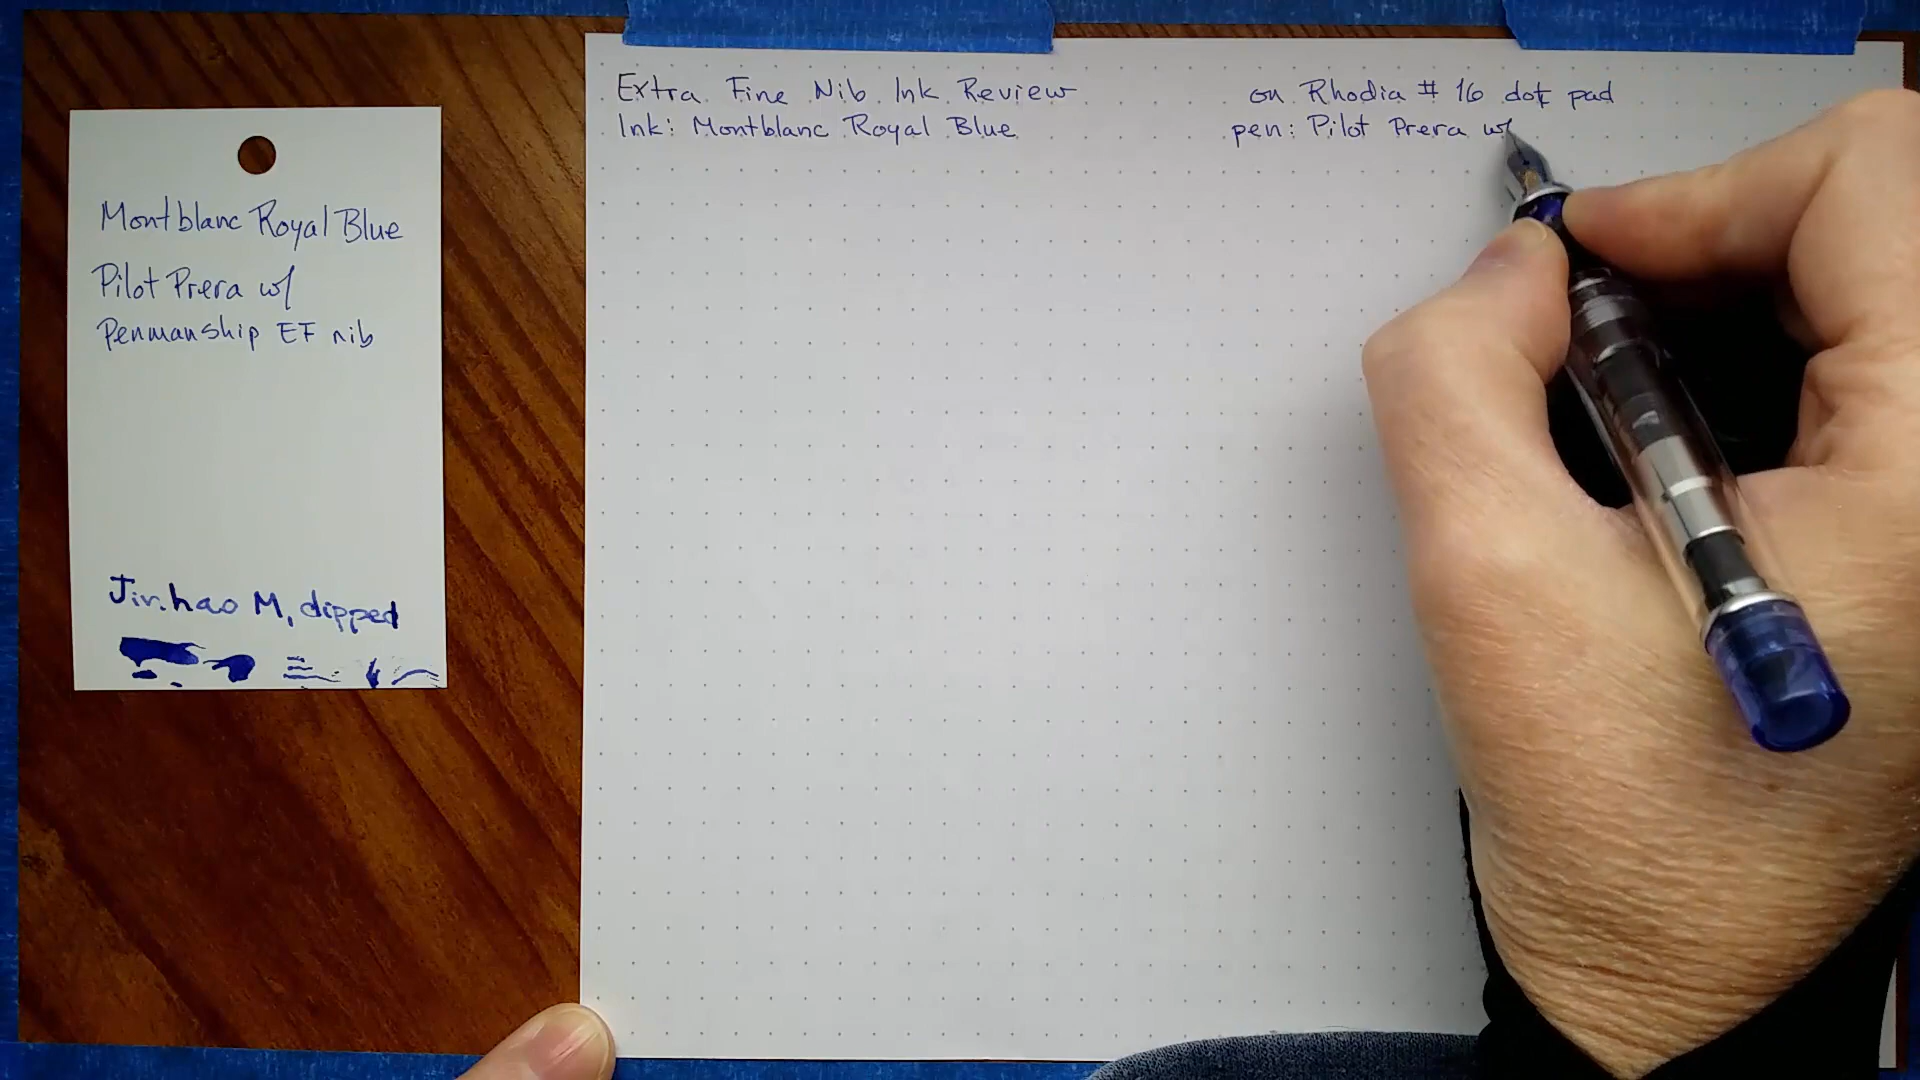 Montblanc Royal Blue
Pilot Prera w/
Penmanship EF nib
Jinhao M, dipped
Extra Fine Nib Ink Review
Ink: Montblanc Royal Blue
on Rhodia # 16 dot pad
pen: Pilot Prera w/